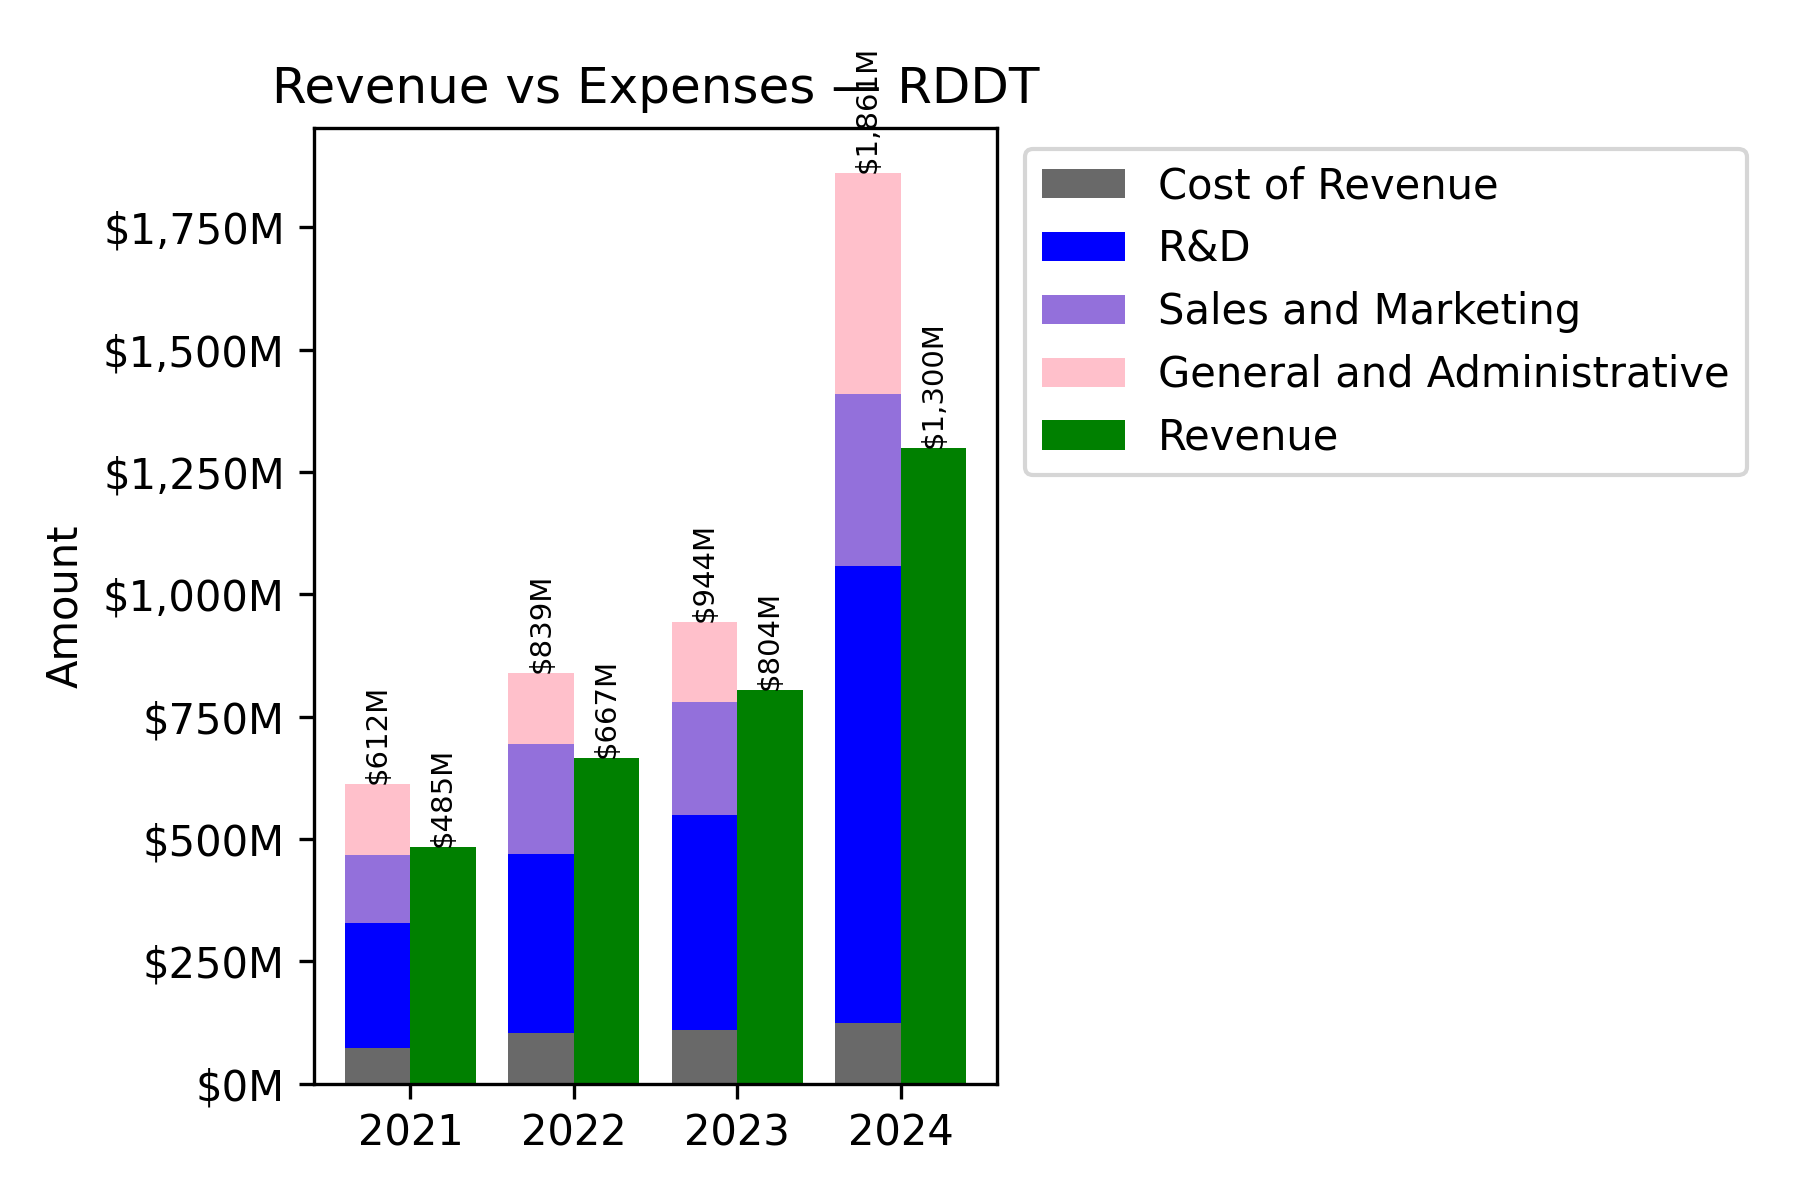 Revenue vs Expenses — RDDT
Amount
$1,750M
$1,500M
$1,250M
$1,000M
$750M
$500M
$250M
$0M
$612M
$485M
$839M
$667M
$944M
$804M
$1,861M
$1,300M
2021
2022
2023
2024
Cost of Revenue
R&D
Sales and Marketing
General and Administrative
Revenue